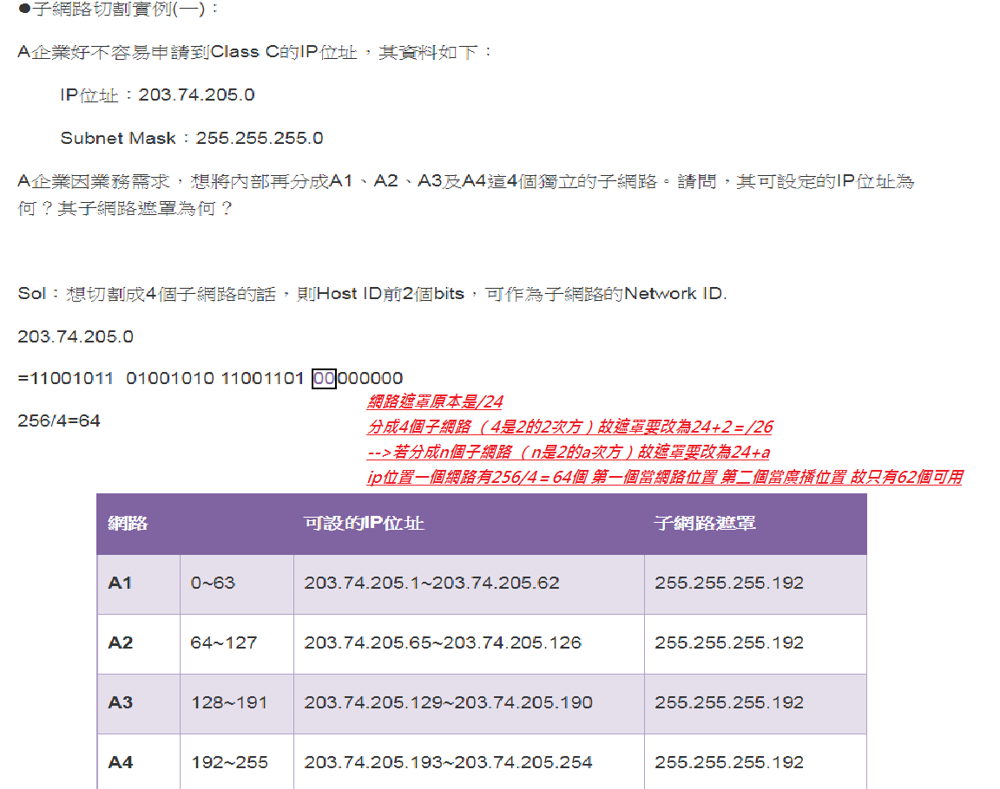 ●子網路切割實例(一)：
A企業好不容易申請到Class C的IP位址，其資料如下：
IP位址：203.74.205.0
Subnet Mask：255.255.255.0
A企業因業務需求，想將內部再分成A1、A2、A3及A4這4個獨立的子網路。請問，其可設定的IP位址為
何？其子網路遮罩為何？
Sol：想切割成4個子網路的話，則Host ID前2個bits，可作為子網路的Network ID.
203.74.205.0
=11001011 01001010 11001101 00000000
256/4=64
網路遮罩原本是/24
分成4個子網路（4是2的2次方）故遮罩要改為24+2＝/26
-->若分成n個子網路（n是2的a次方）故遮罩要改為24+a
ip位置一個網路有256/4＝64個 第一個當網路位置 第二個當廣播位置 故只有62個可用
網路 可設的IP位址 子網路遮罩
A1 0~63 203.74.205.1~203.74.205.62 255.255.255.192
A2 64~127 203.74.205.65~203.74.205.126 255.255.255.192
A3 128~191 203.74.205.129~203.74.205.190 255.255.255.192
A4 192~255 203.74.205.193~203.74.205.254 255.255.255.192